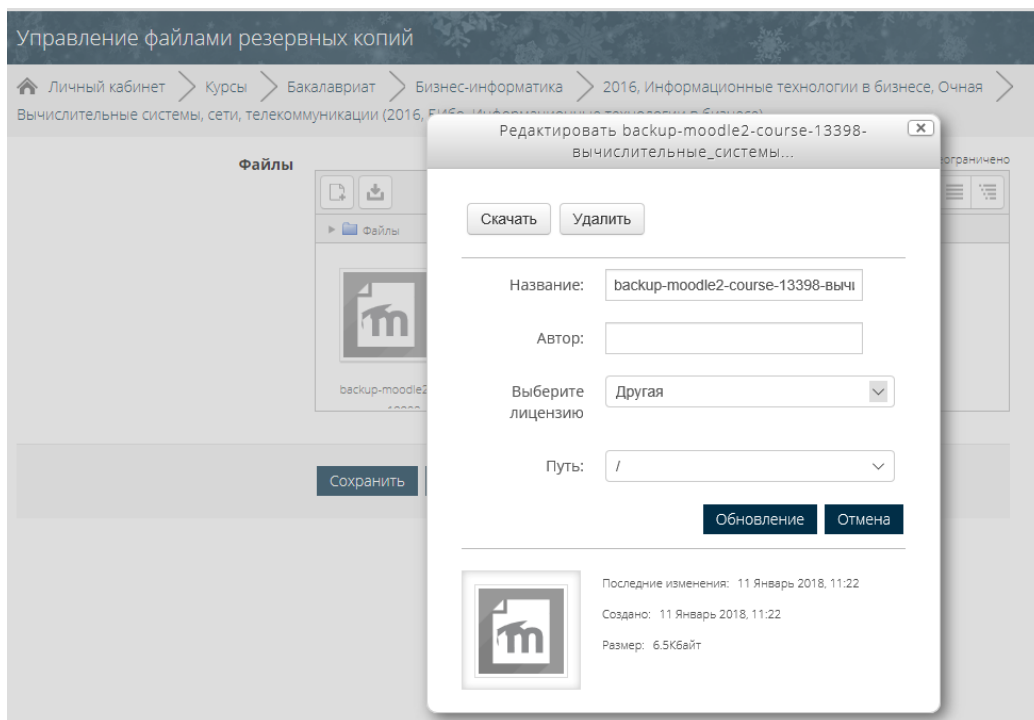 Управление файлами резервных копий
Личный кабинет Курсы Бакалавриат Бизнес-информатика 2016, Информационные технологии в бизнесе, Очная
Вычислительные системы, сети, телекоммуникации (2016,
Файлы
Файлы
backup-moodle2
Сохранить
Редактировать backup-moodle2-course-13398-
вычислительные_системы...
Скачать Удалить
Название: backup-moodle2-course-13398-вычи
Автор:
Выберите Другая
лицензию
Путь: /
Обновление Отмена
m
Последние изменения: 11 Январь 2018, 11:22
Создано: 11 Январь 2018, 11:22
Размер: 6.5Кбайт